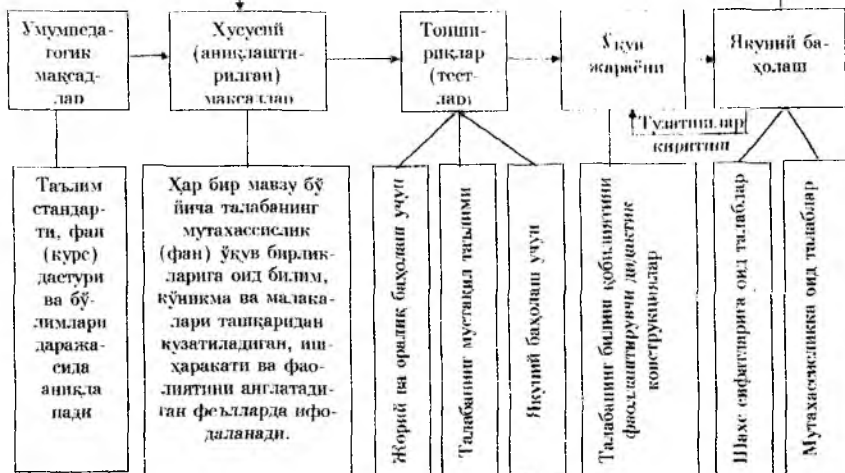 Умумпеда-
гогик
мақсад-
лар
Хусусий
(аниқлашти-
рилган)
мақсадлар
Топши-
риқлар
(тест-
лар)
Ўқув
жараёни
Якуний ба-
ҳолаш
Тузатишлар
киритиш
Таълим
стандар-
ти, фан
(курс)
дастури
ва бў-
лимлари
даража-
сида
аниқла
нади
Ҳар бир мавзу бў
йича талабанинг
мутахассислик
(фан) ўқув бирлик-
ларига оид билим,
кўникма ва малака-
лари ташқаридан
кузатиладиган, иш-
ҳаракати ва фао-
лиятини англатади-
ган феълларда ифо-
даланади.
Жорий ва оралиқ баҳолаш учун
Талабанинг мустақил таълими
Якуний баҳолаш учун
Талабанинг билиш қобилиятини
фаоллаштирувчи дидактик
конструкциялар
Шахс сифатларига оид талаблар
Мутахассисликка оид талаблар